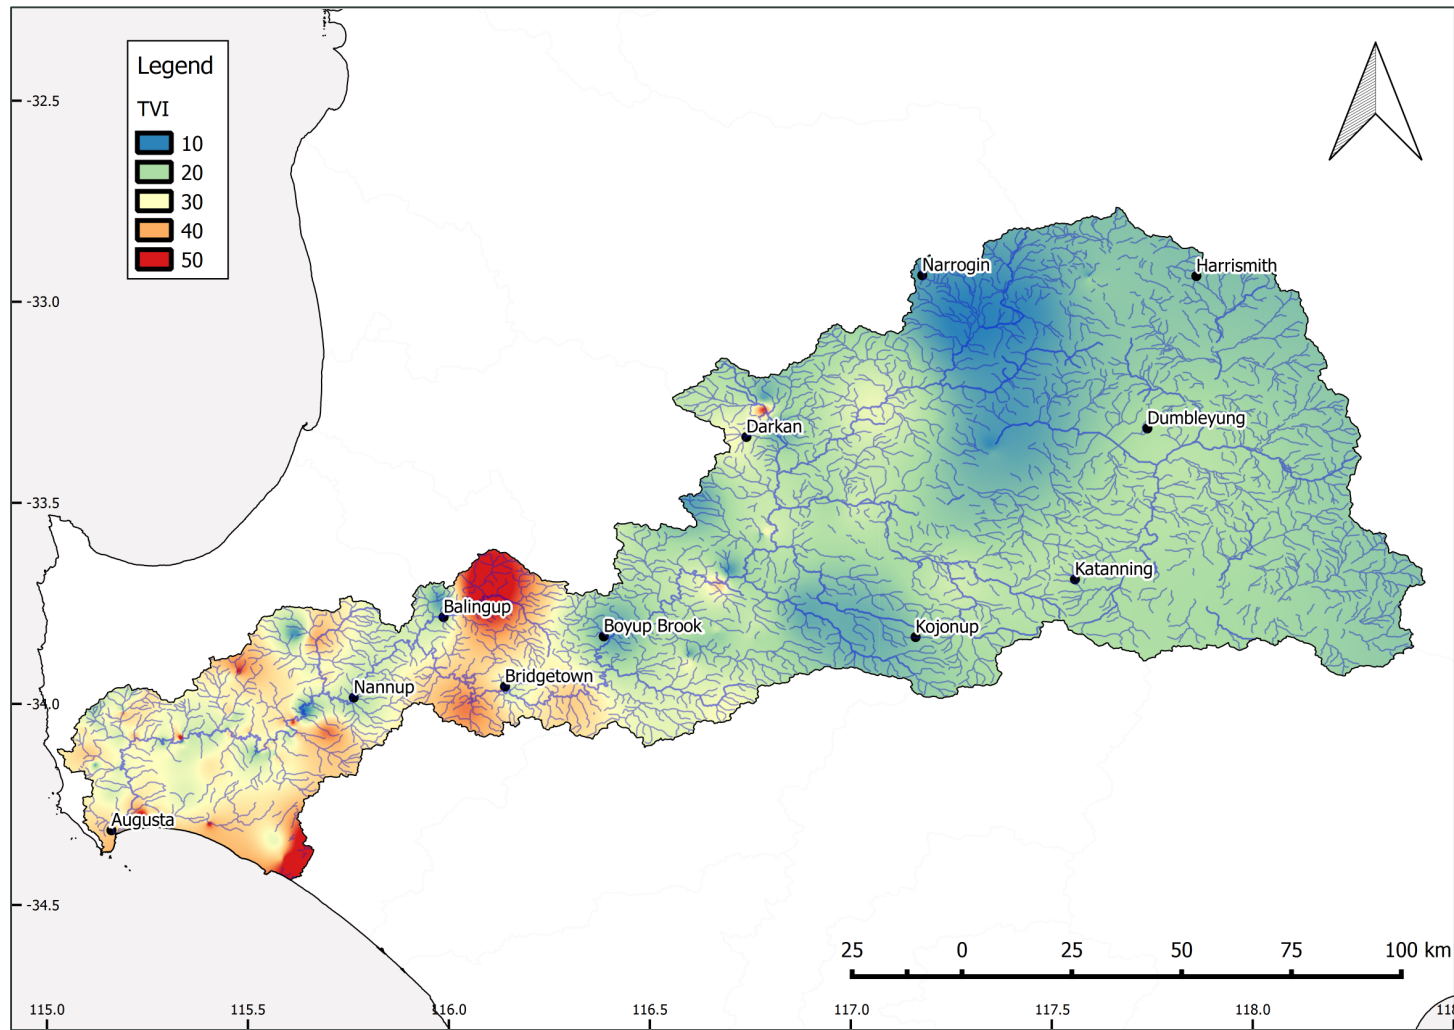 Legend
TVI
10
20
30
40
50
-32.5
-33.0
-33.5
-34.0
-34.5
Narrogin
Harrismith
Darkan
Dumbleyung
Katanning
Balingup
Boyup Brook
Kojonup
Nannup
Bridgetown
Augusta
25 0 25 50 75 100 km
115.0 115.5 116.0 116.5 117.0 117.5 118.0